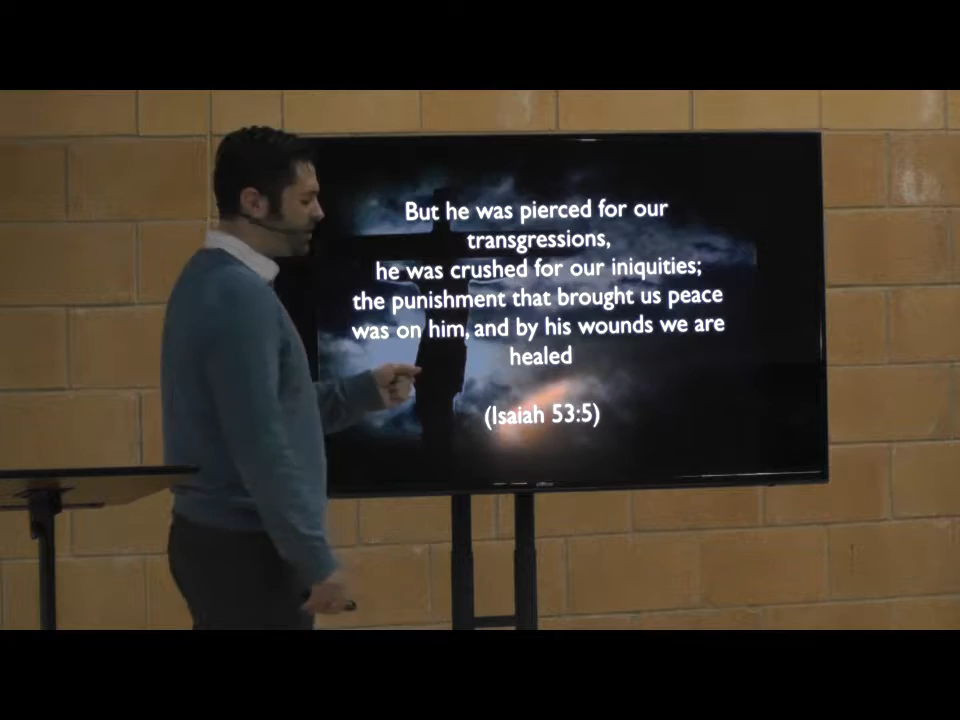 But he was pierced for our
transgressions,
he was crushed for our iniquities;
the punishment that brought us peace
was on him, and by his wounds we are
healed
(Isaiah 53:5)